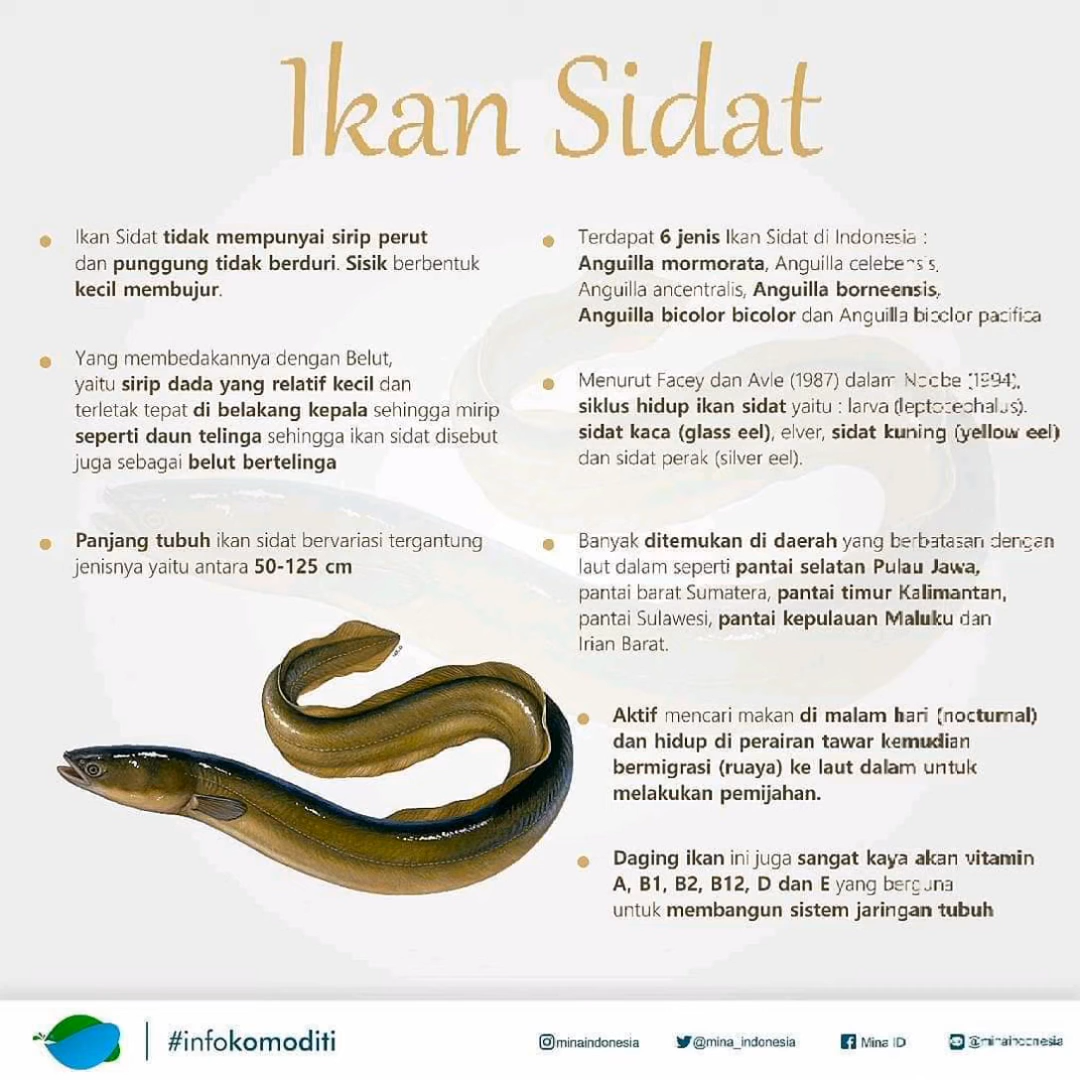 Ikan Sidat
Ikan Sidat tidak mempunyai sirip perut
dan punggung tidak berduri. Sisik berbentuk
kecil membujur.
Yang membedakannya dengan Belut,
yaitu sirip dada yang relatif kecil dan
terletak tepat di belakang kepala sehingga mirip
seperti daun telinga sehingga ikan sidat disebut
juga sebagai belut bertelinga
Panjang tubuh ikan sidat bervariasi tergantung
jenisnya yaitu antara 50-125 cm
Terdapat 6 jenis Ikan Sidat di Indonesia :
Anguilla mormorata, Anguilla celebensis,
Anguilla ancentralis, Anguilla borneensis,
Anguilla bicolor bicolor dan Anguilla bicolor pacifica
Menurut Facey dan Avle (1987) dalam (1994),
siklus hidup ikan sidat yaitu : larva (leptocephalus).
sidat kaca (glass eel), elver, sidat kuning (yellow eel)
dan sidat perak (silver eel).
Banyak ditemukan di daerah yang berbatasan dengan
laut dalam seperti pantai selatan Pulau Jawa,
pantai barat Sumatera, pantai timur Kalimantan,
pantai Sulawesi, pantai kepulauan Maluku dan
Irian Barat.
Aktif mencari makan di malam hari (nocturnal)
dan hidup di perairan tawar kemudian
bermigrasi (ruaya) ke laut dalam untuk
melakukan pemijahan.
Daging ikan ini juga sangat kaya akan vitamin
A, B1, B2, B12, D dan E yang berguna
untuk membangun sistem jaringan tubuh
#infokomoditi
minaindonesia
@mina_indonesia
Mina ID